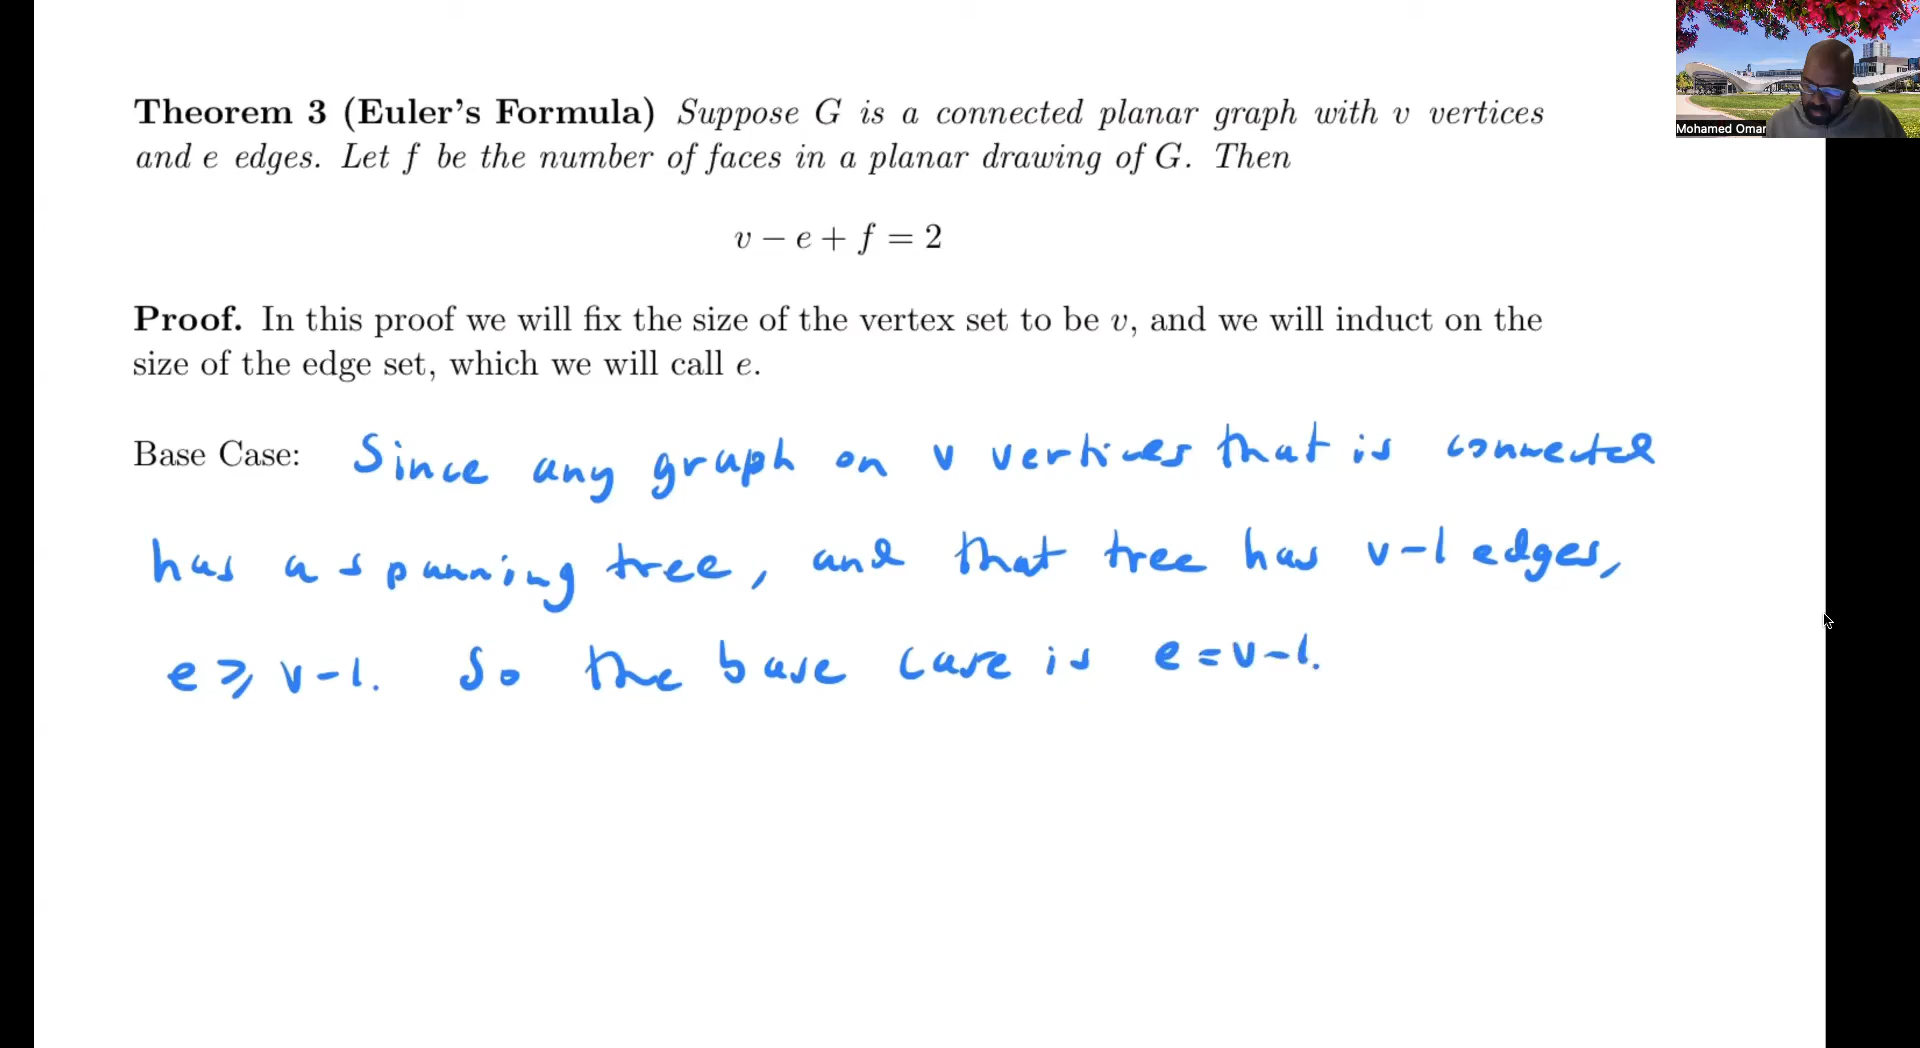 Mohamed Omar
Theorem 3 (Euler's Formula) Suppose G is a connected planar graph with v vertices
and e edges. Let f be the number of faces in a planar drawing of G. Then
v − e + f = 2
Proof. In this proof we will fix the size of the vertex set to be v, and we will induct on the
size of the edge set, which we will call e.
Base Case: Since any graph on v vertices that is connected
has a spanning tree, and that tree has v-1 edges,
e ⩾ v-1. So the base case is e = v-1.